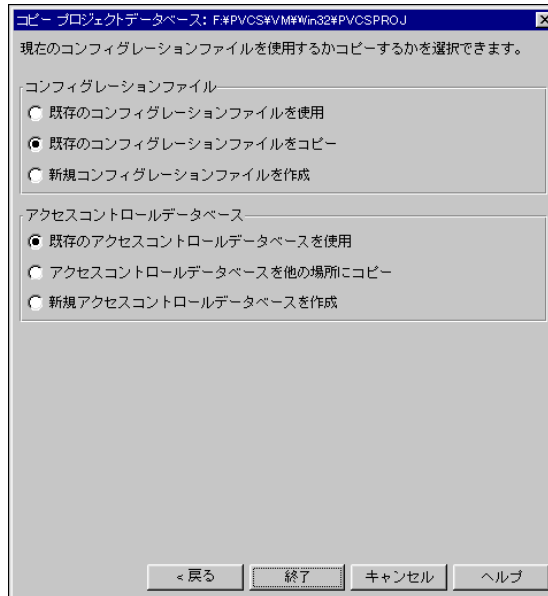 コピー プロジェクトデータベース: F:¥PVCS¥VM¥Win32¥PVCSPROJ
現在のコンフィグレーションファイルを使用するかコピーするかを選択できます。
コンフィグレーションファイル
既存のコンフィグレーションファイルを使用
既存のコンフィグレーションファイルをコピー
新規コンフィグレーションファイルを作成
アクセスコントロールデータベース
既存のアクセスコントロールデータベースを使用
アクセスコントロールデータベースを他の場所にコピー
新規アクセスコントロールデータベースを作成
<戻る 終了 キャンセル ヘルプ